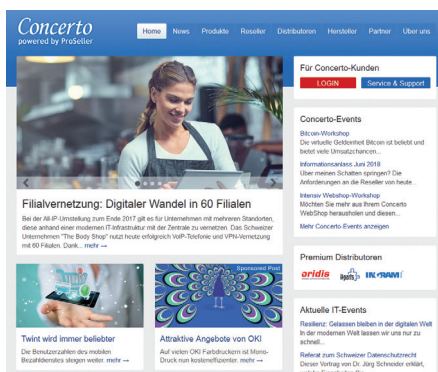 Concerto
powered by ProSeller
Home News Produkte Reseller Distributoren Hersteller Partner Über uns
Filialvernetzung: Digitaler Wandel in 60 Filialen
Bei der All-IP-Umstellung zum Ende 2017 gilt es für Unternehmen mit mehreren Standorten,
diese anhand einer modernen IT-Infrastruktur mit der Zentrale zu vernetzen. Das Schweizer
Unternehmen "The Body Shop" nutzt heute erfolgreich VoIP-Telefonie und VPN-Vernetzung
mit 60 Filialen. Dank... mehr →
Twint wird immer beliebter
Die Benutzerzahlen des mobilen
Bezahldienstes steigen weiter. mehr →
Sponsored Post
Attraktive Angebote von OKI
Auf vielen OKI Farbdruckern ist Mono-
Druck nun kosteneffizienter. mehr →
Für Concerto-Kunden
LOGIN Service & Support
Concerto-Events
Bitcoin-Workshop
Die virtuelle Geldeinheit Bitcoin ist beliebt und
bietet viele Umsatzchancen...
Informationsanlass Juni 2018
Über meinen Schatten springen? Die
Anforderungen an die Reseller von heute...
Intensiv Webshop-Workshop
Möchten Sie mehr aus Ihrem Concerto
WebShop herausholen und diesen...
Mehr Concerto-Events anzeigen
Premium Distributoren
oridis INGRAM
Aktuelle IT-Events
Resilienz: Gelassen bleiben in der digitalen Welt
In der modernen Welt lassen wir uns nur zu
schnell...
Referat zum Schweizer Datenschutzrecht
Dieser Vortrag von Dr. Jürg Schneider erklärt,